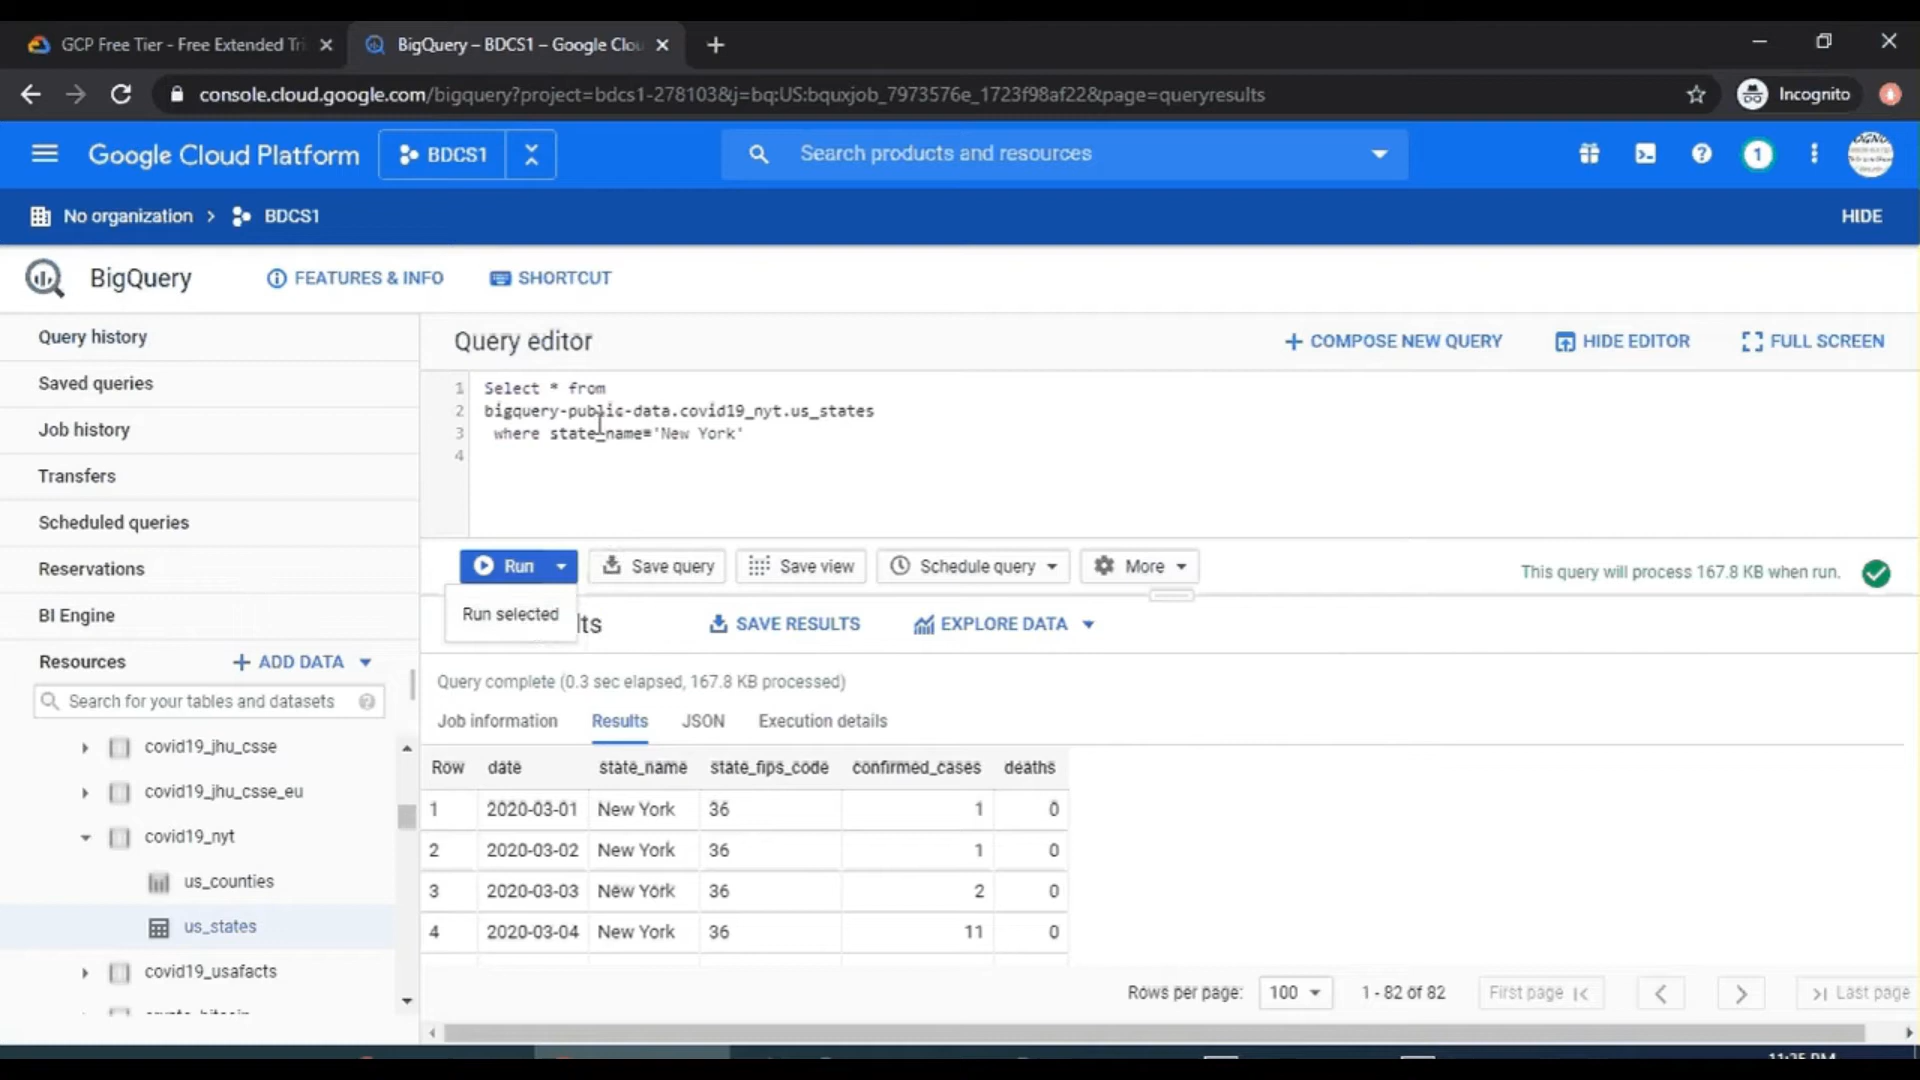 GCP Free Tier - Free Extended Tri
BigQuery – BDCS1 – Google Clou
console.cloud.google.com/bigquery?project=bdcs1-278103&j=bq:US:bquxjob_7973576e_1723f98af22&page=queryresults
Incognito
Google Cloud Platform
BDCS1
Search products and resources
1
No organization
BDCS1
HIDE
BigQuery
FEATURES & INFO
SHORTCUT
Query history
Saved queries
Job history
Transfers
Scheduled queries
Reservations
BI Engine
Resources
ADD DATA
Search for your tables and datasets
covid19_jhu_csse
covid19_jhu_csse_eu
covid19_nyt
us_counties
us_states
covid19_usafacts
Query editor
COMPOSE NEW QUERY
HIDE EDITOR
FULL SCREEN
1 Select * from
2 bigquery-public-data.covid19_nyt.us_states
3 where state_name='New York'
4
Run
Save query
Save view
Schedule query
More
This query will process 167.8 KB when run.
Run selected
lts
SAVE RESULTS
EXPLORE DATA
Query complete (0.3 sec elapsed, 167.8 KB processed)
Job information Results JSON Execution details
Row date state_name state_fips_code confirmed_cases deaths
1 2020-03-01 New York 36 1 0
2 2020-03-02 New York 36 1 0
3 2020-03-03 New York 36 2 0
4 2020-03-04 New York 36 11 0
Rows per page: 100 1 - 82 of 82 First page Last page